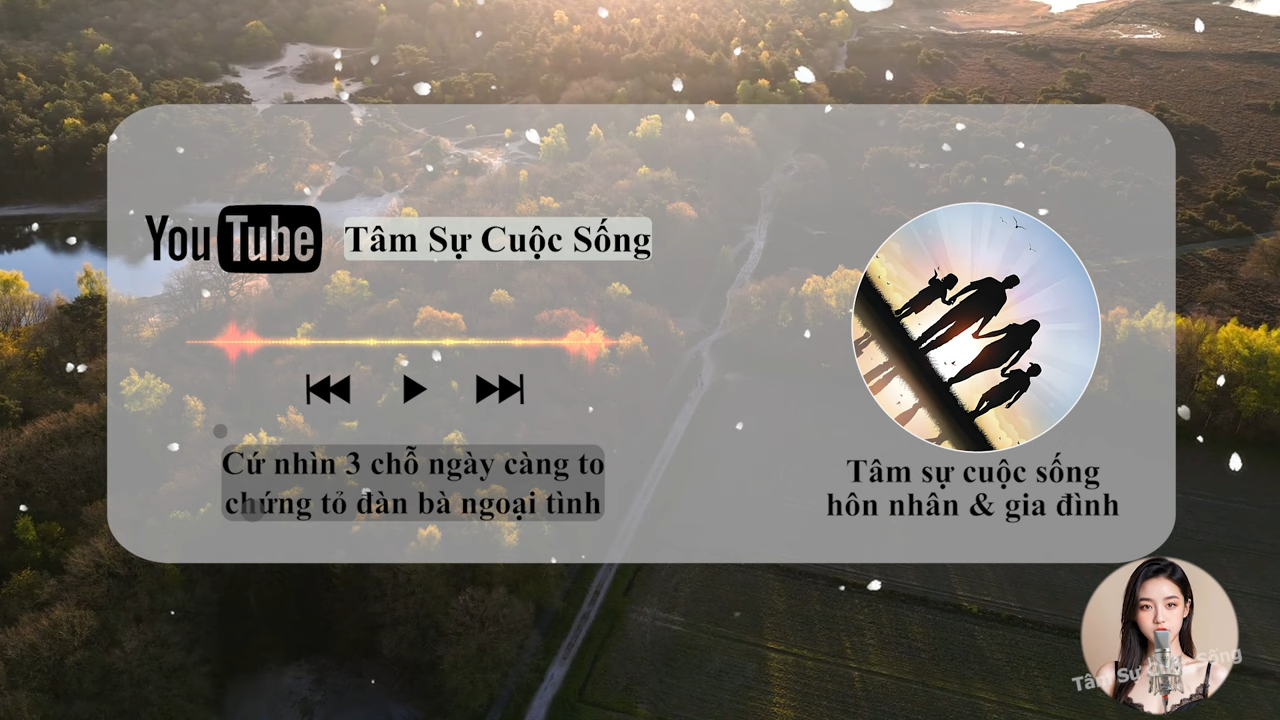 YouTube Tâm Sự Cuộc Sống
Cứ nhìn 3 chỗ ngày càng to
chứng tỏ đàn bà ngoại tình
Tâm sự cuộc sống
hôn nhân & gia đình
Tâm Sự Cuộc Sống